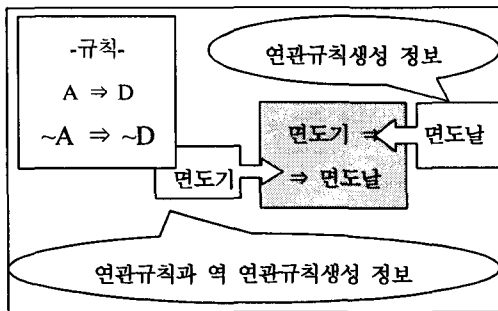 -규칙-
A ⇒ D
~A ⇒ ~D
연관규칙생성 정보
면도기 ⇒
면도날
면도기
⇒ 면도날
연관규칙과 역 연관규칙생성 정보